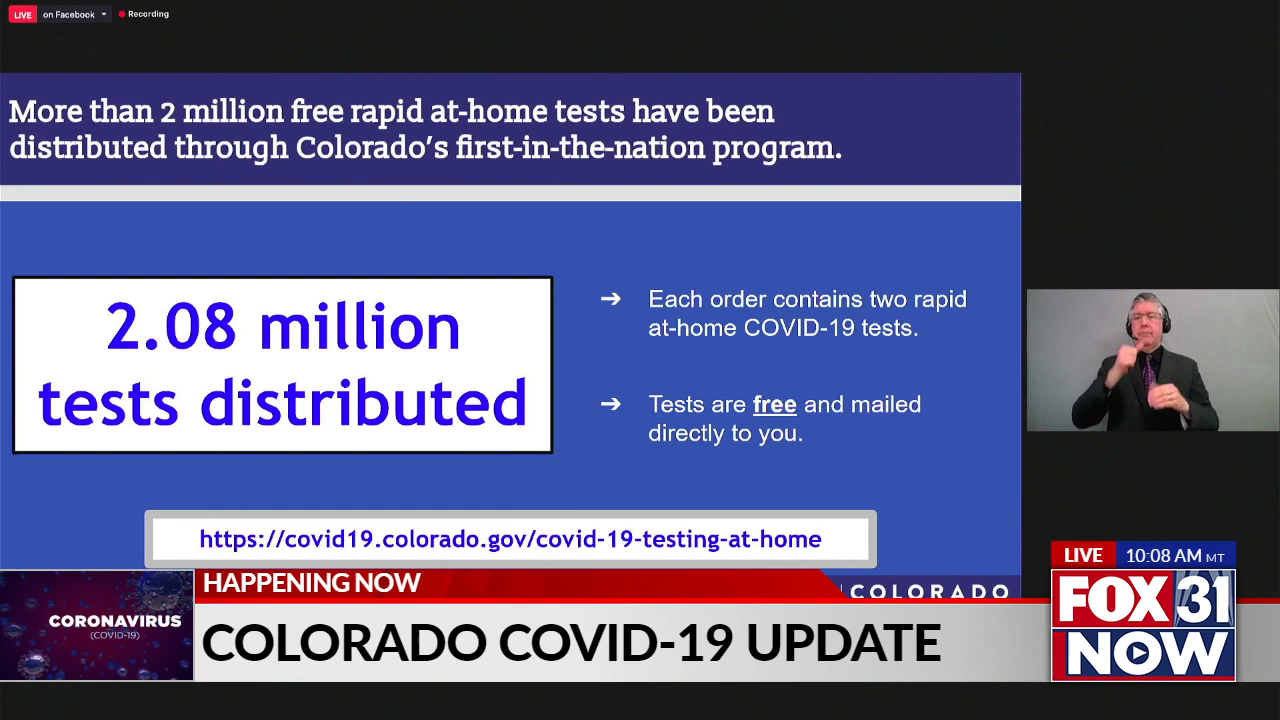 LIVE on Facebook Recording
More than 2 million free rapid at-home tests have been
distributed through Colorado's first-in-the-nation program.
2.08 million
tests distributed
➔ Each order contains two rapid
at-home COVID-19 tests.
➔ Tests are free and mailed
directly to you.
https://covid19.colorado.gov/covid-19-testing-at-home
COLORADO
HAPPENING NOW
CORONAVIRUS
(COVID-19)
COLORADO COVID-19 UPDATE
LIVE 10:08 AM MT
FOX 31
NOW